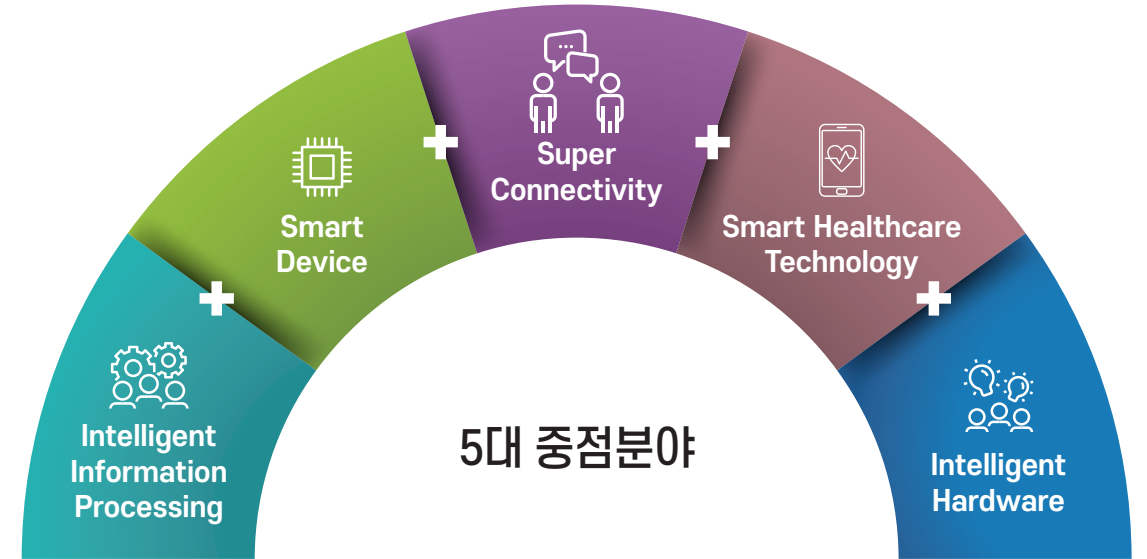 Super
Connectivity
Smart
Device
Smart Healthcare
Technology
Intelligent
Information
Processing
5대 중점분야
Intelligent
Hardware